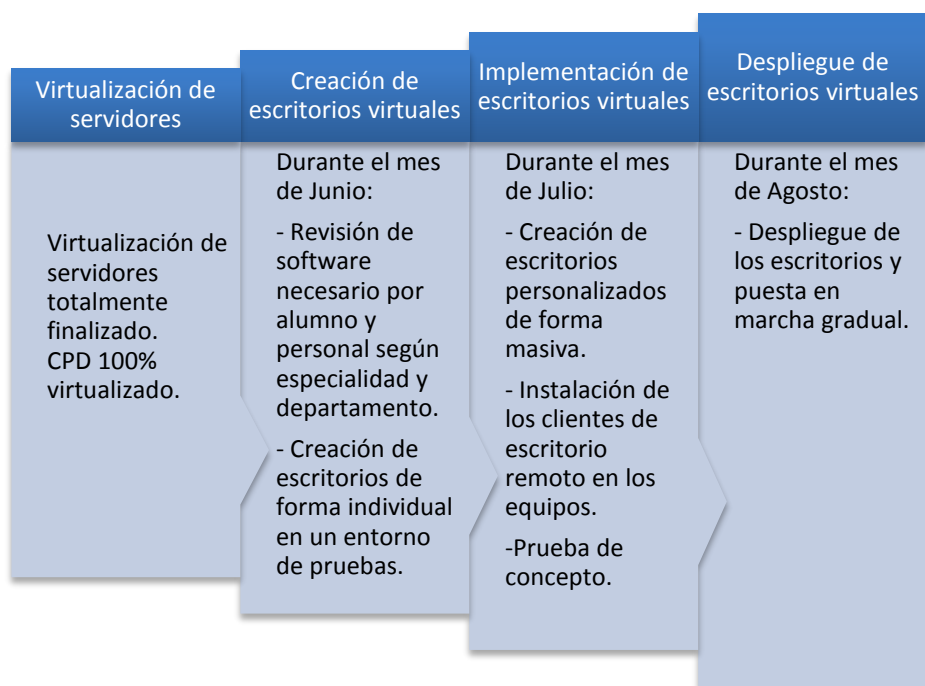 Virtualización de
servidores
Virtualización de
servidores
totalmente
finalizado.
CPD 100%
virtualizado.
Creación de
escritorios virtuales
Durante el mes
de Junio:
- Revisión de
software
necesario por
alumno y
personal según
especialidad y
departamento.
- Creación de
escritorios de
forma individual
en un entorno
de pruebas.
Implementación de
escritorios virtuales
Durante el mes
de Julio:
- Creación de
escritorios
personalizados
de forma
masiva.
- Instalación de
los clientes de
escritorio
remoto en los
equipos.
-Prueba de
concepto.
Despliegue de
escritorios virtuales
Durante el mes
de Agosto:
- Despliegue de
los escritorios y
puesta en
marcha gradual.